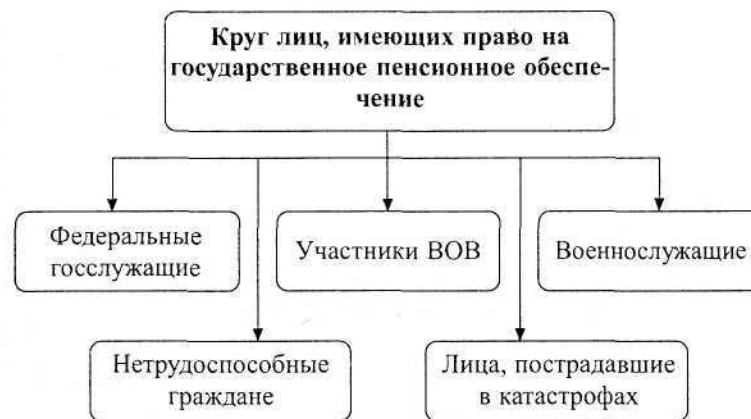 Круг лиц, имеющих право на
государственное пенсионное обеспе-
чение
Федеральные
госслужащие
Участники ВОВ
Военнослужащие
Нетрудоспособные
граждане
Лица, пострадавшие
в катастрофах